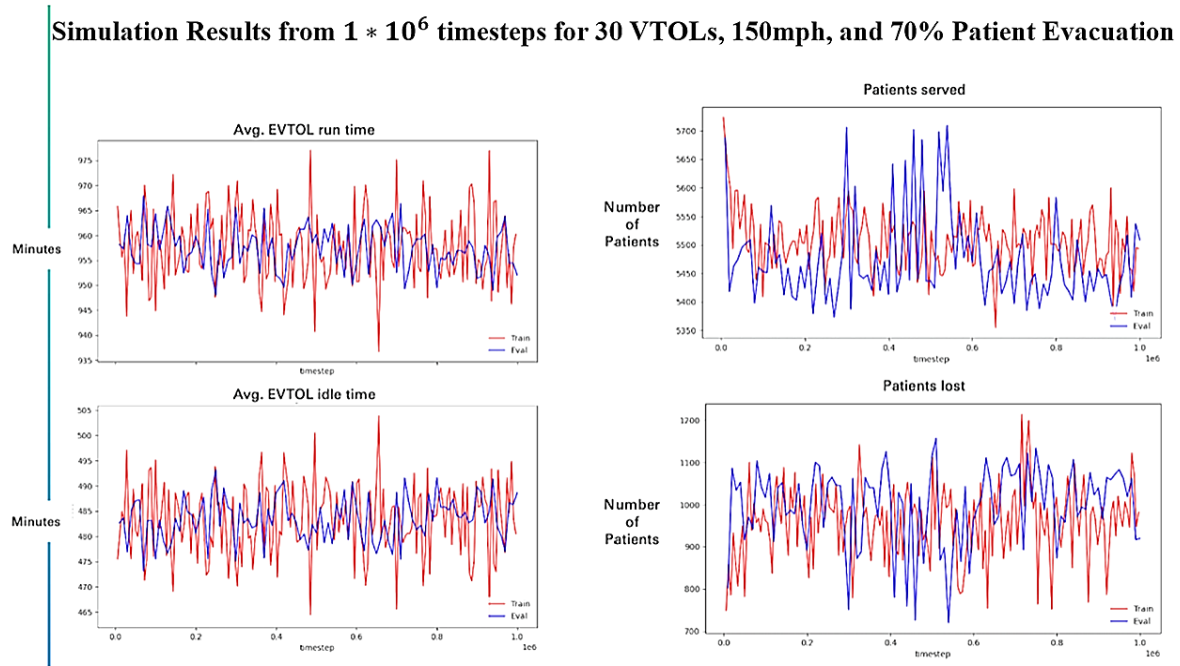 Simulation Results from 1 ∗ 10⁶ timesteps for 30 VTOLs, 150mph, and 70% Patient Evacuation
Avg. EVTOL run time
Minutes
975
970
965
960
955
950
945
940
935
Train
Eval
timestep
Patients served
Number
of
Patients
5700
5650
5600
5550
5500
5450
5400
5350
Train
Eval
0.0 0.2 0.4 0.6 0.8 1.0
timestep
1e6
Avg. EVTOL idle time
Minutes
505
500
495
490
485
480
475
470
465
Train
Eval
0.0 0.2 0.4 0.6 0.8 1.0
timestep
1e6
Patients lost
Number
of
Patients
1200
1100
1000
900
800
700
Train
Eval
0.0 0.2 0.4 0.6 0.8 1.0
timestep
1e6